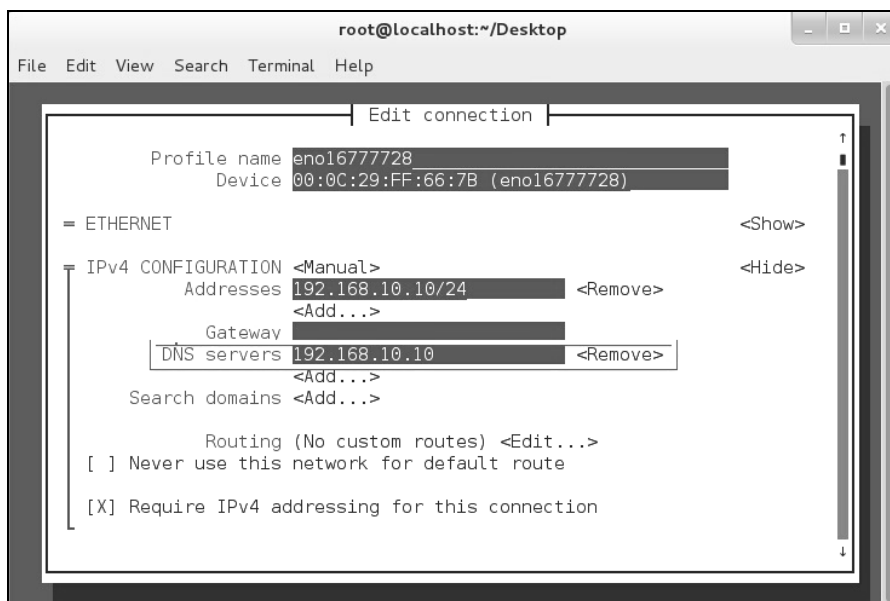 root@localhost:~/Desktop
File Edit View Search Terminal Help
Edit connection
Profile name eno16777728
Device 00:0C:29:FF:66:7B (eno16777728)
= ETHERNET <Show>
IPv4 CONFIGURATION <Manual> <Hide>
Addresses 192.168.10.10/24 <Remove>
<Add...>
Gateway
DNS servers 192.168.10.10 <Remove>
<Add...>
Search domains <Add...>
Routing (No custom routes) <Edit...>
[ ] Never use this network for default route
[X] Require IPv4 addressing for this connection